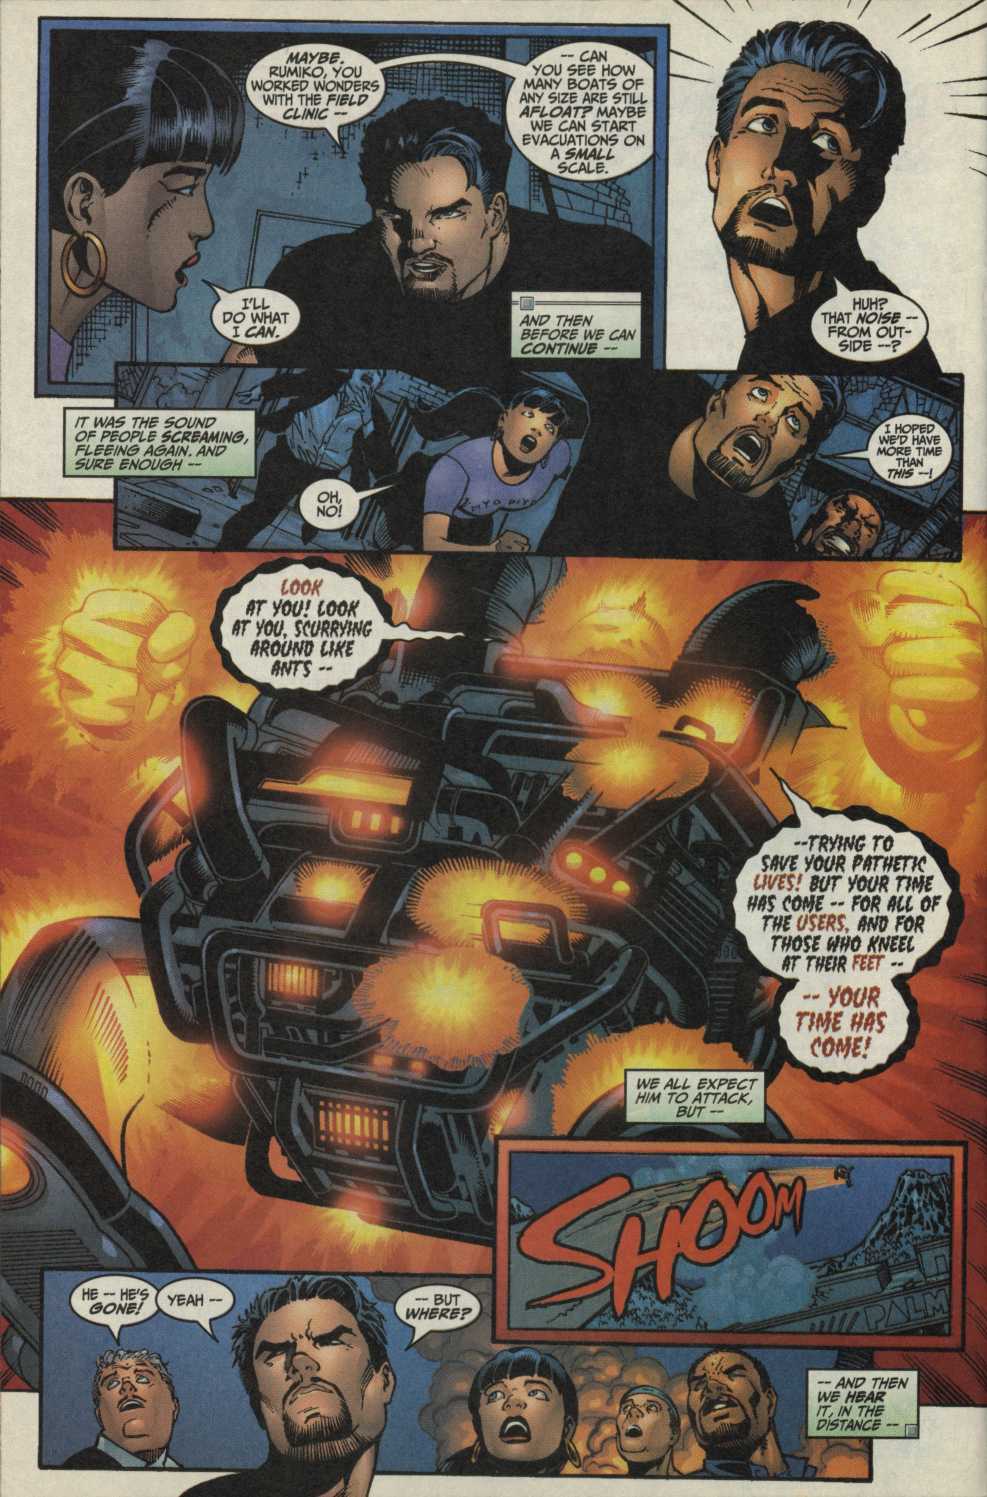 MAYBE.
RUMIKO, YOU
WORKED WONDERS
WITH THE FIELD
CLINIC --
-- CAN
YOU SEE HOW
MANY BOATS OF
ANY SIZE ARE STILL
AFLOAT? MAYBE
WE CAN START
EVACUATIONS ON
A SMALL
SCALE.
I'LL
DO WHAT
I CAN.
AND THEN
BEFORE WE CAN
CONTINUE --
HUH?
THAT NOISE --
FROM OUT-
SIDE --?
IT WAS THE SOUND
OF PEOPLE SCREAMING,
FLEEING AGAIN. AND
SURE ENOUGH --
OH,
NO!
I HOPED
WE'D HAVE
MORE TIME
THAN
THIS --!
LOOK
AT YOU! LOOK
AT YOU, SCURRYING
AROUND LIKE
ANTS --
--TRYING TO
SAVE YOUR PATHETIC
LIVES! BUT YOUR TIME
HAS COME -- FOR ALL OF
THE USERS, AND FOR
THOSE WHO KNEEL
AT THEIR FEET --
-- YOUR
TIME HAS
COME!
WE ALL EXPECT
HIM TO ATTACK,
BUT --
SHOOM
PALM
HE -- HE'S
GONE!
YEAH --
-- BUT
WHERE?
-- AND THEN
WE HEAR
IT, IN THE
DISTANCE --